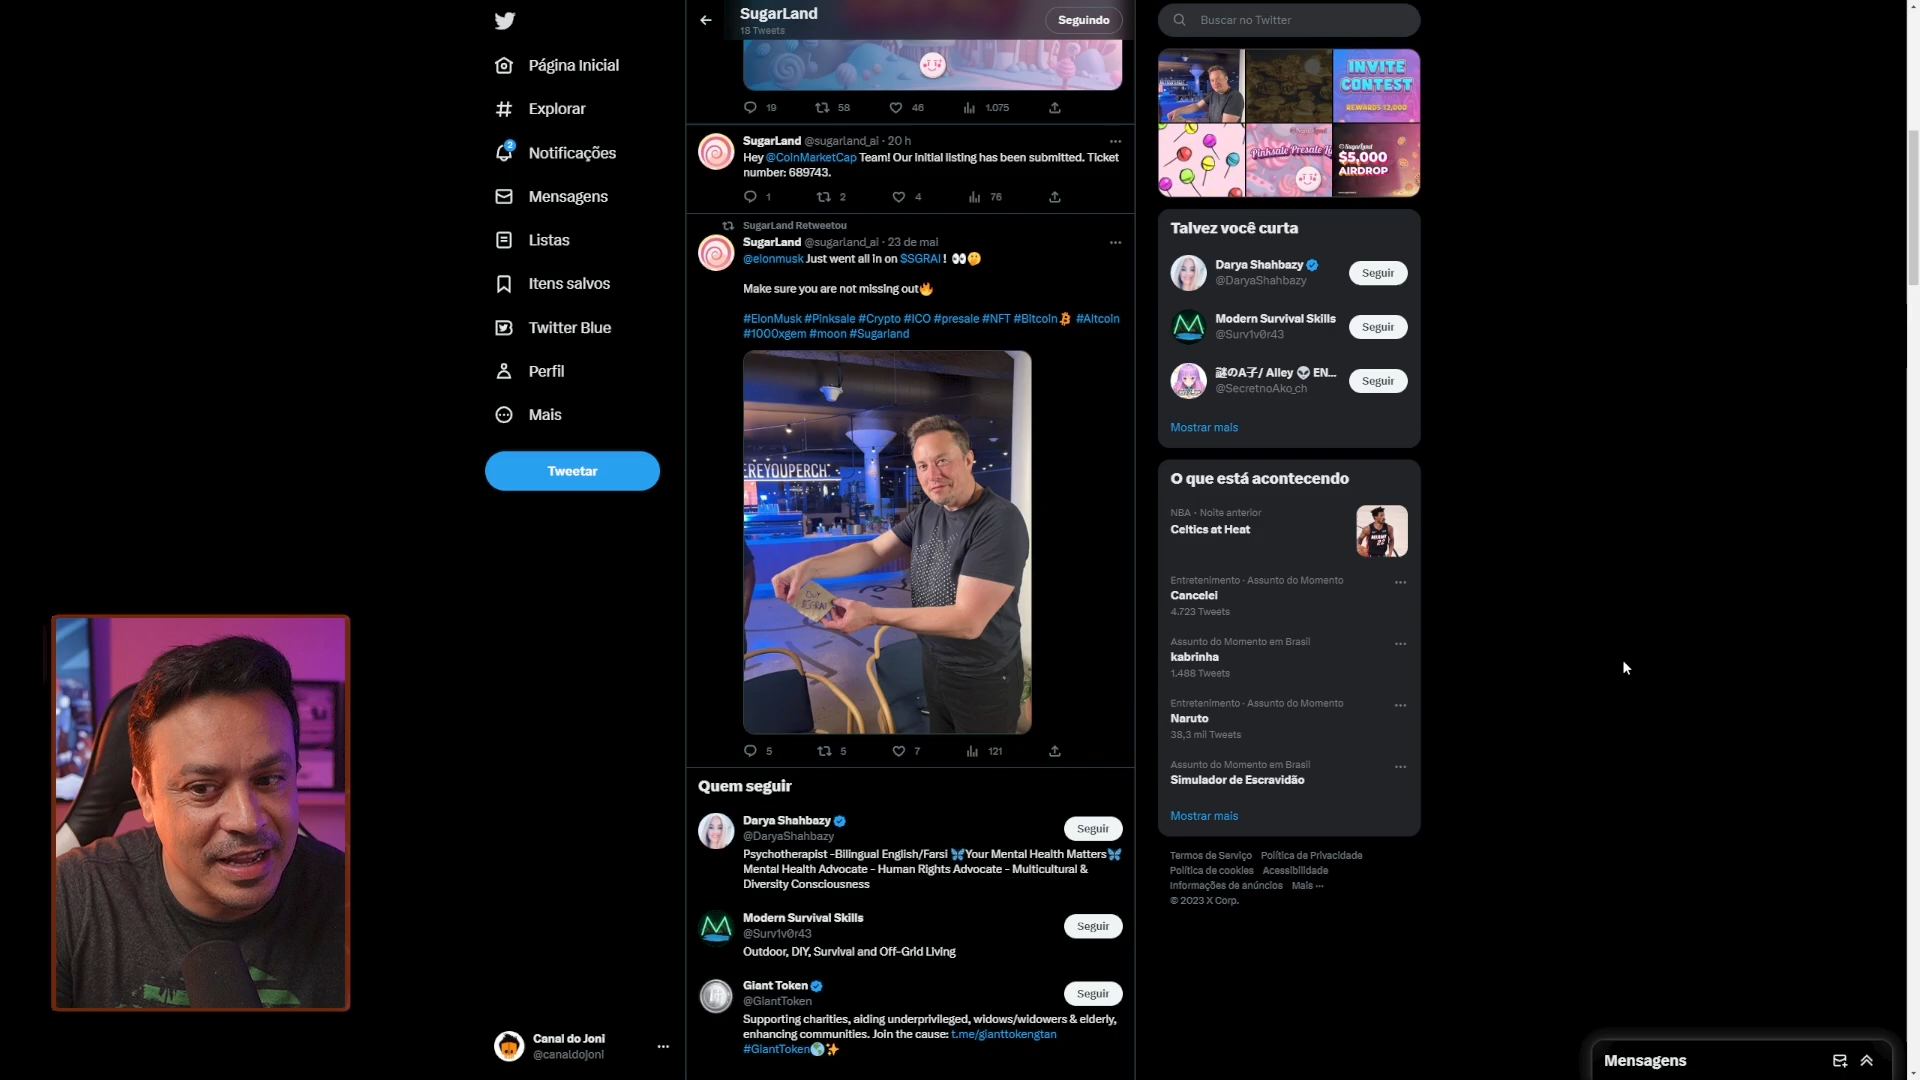 Página Inicial
Explorar
2
Notificações
Mensagens
Listas
Itens salvos
Twitter Blue
Perfil
Mais
Tweetar
Canal do Joni
@canaldojoni
SugarLand
18 Tweets
Seguindo
19 58 46 1.075
SugarLand @sugarland_ai · 20 h
Hey @CoinMarketCap Team! Our initial listing has been submitted. Ticket
number: 689743.
1 2 4 76
SugarLand Retweetou
SugarLand @sugarland_ai · 23 de mai
@elonmusk Just went all in on $SGRAI ! 👀🤫
Make sure you are not missing out🔥
#ElonMusk #Pinksale #Crypto #ICO #presale #NFT #Bitcoin #Altcoin
#1000xgem #moon #Sugarland
EREYOUPERCH
$SGRAI
5 5 7 121
Quem seguir
Darya Shahbazy
@DaryaShahbazy
Seguir
Psychotherapist -Bilingual English/Farsi 🦋Your Mental Health Matters🦋
Mental Health Advocate - Human Rights Advocate - Multicultural &
Diversity Consciousness
Modern Survival Skills
@Surv1v0r43
Seguir
Outdoor, DIY, Survival and Off-Grid Living
Giant Token
@GiantToken
Seguir
Supporting charities, aiding underprivileged, widows/widowers & elderly,
enhancing communities. Join the cause: t.me/gianttokengtan
#GiantToken🌎✨
Buscar no Twitter
INVITE
CONTEST
REWARDS $2,000
Pinksale Presale
SugarLand
$5,000
AIRDROP
Talvez você curta
Darya Shahbazy
@DaryaShahbazy
Seguir
Modern Survival Skills
@Surv1v0r43
Seguir
謎のA子/ Alley 👽 EN...
@SecretnoAko_ch
Seguir
Mostrar mais
O que está acontecendo
NBA · Noite anterior
Celtics at Heat
MIAMI
22
Entretenimento · Assunto do Momento
Cancelei
4.723 Tweets
Assunto do Momento em Brasil
kabrinha
1.488 Tweets
Entretenimento · Assunto do Momento
Naruto
38,3 mil Tweets
Assunto do Momento em Brasil
Simulador de Escravidão
Mostrar mais
Termos de Serviço Política de Privacidade
Política de cookies Acessibilidade
Informações de anúncios Mais ···
© 2023 X Corp.
Mensagens